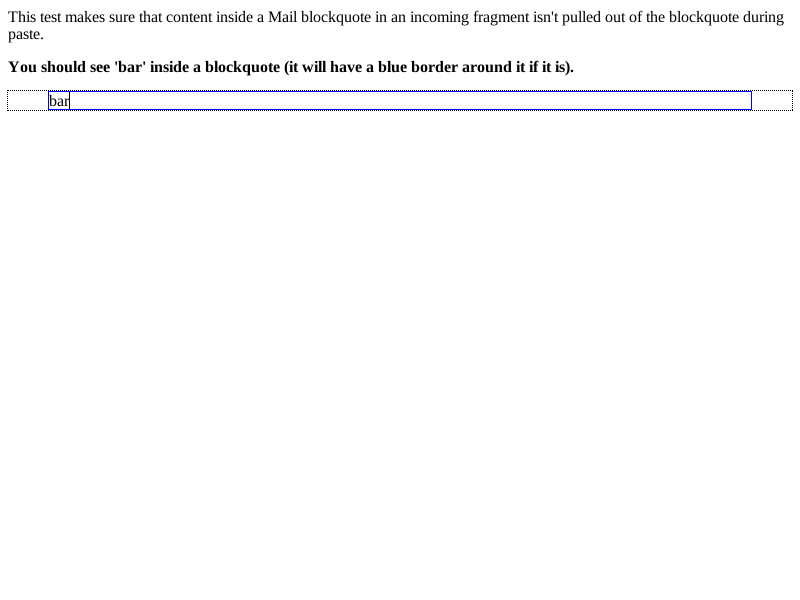 This test makes sure that content inside a Mail blockquote in an incoming fragment isn't pulled out of the blockquote during
paste.
You should see 'bar' inside a blockquote (it will have a blue border around it if it is).
bar